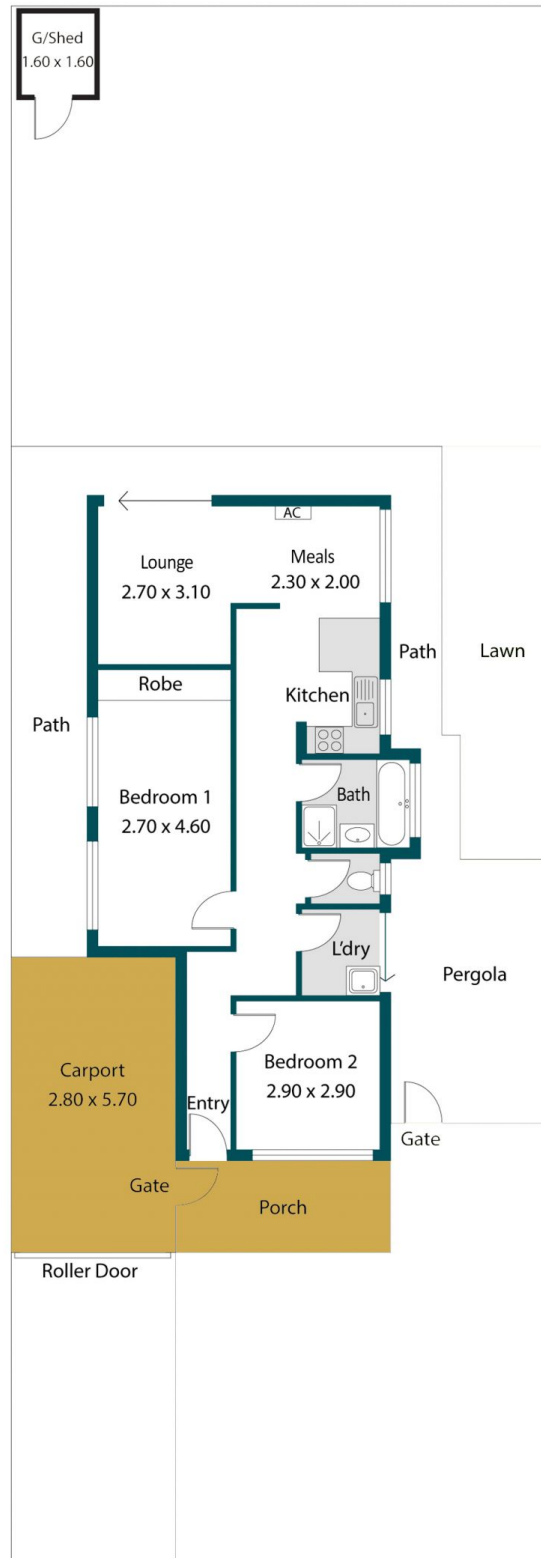 G/Shed
1.60 x 1.60
AC
Lounge
2.70 x 3.10
Meals
2.30 x 2.00
Path
Lawn
Robe
Kitchen
Path
Bedroom 1
2.70 x 4.60
Bath
L'dry
Pergola
Carport
2.80 x 5.70
Bedroom 2
2.90 x 2.90
Entry
Gate
Gate
Porch
Roller Door